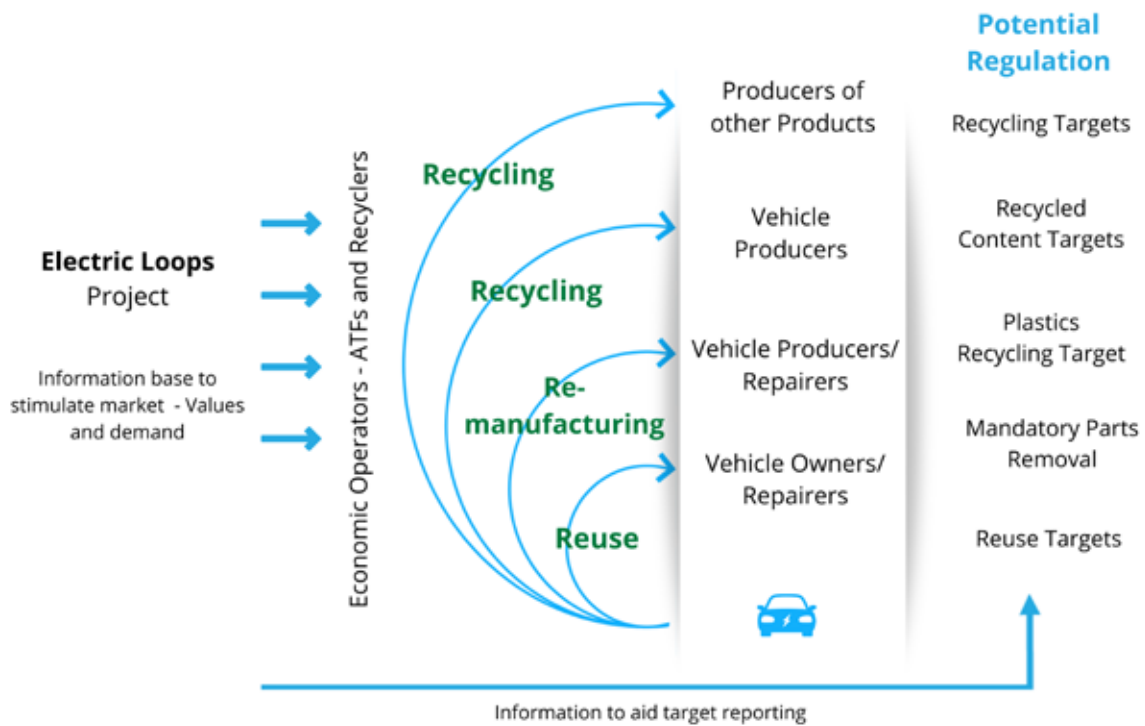 Potential
Regulation
Producers of
other Products
Recycling Targets
Recycling
Economic Operators - ATFs and Recyclers
Vehicle
Producers
Recycled
Content Targets
Electric Loops
Project
Recycling
Plastics
Recycling Target
Vehicle Producers/
Repairers
Information base to
stimulate market - Values
and demand
Re-
manufacturing
Mandatory Parts
Removal
Vehicle Owners/
Repairers
Reuse
Reuse Targets
Information to aid target reporting